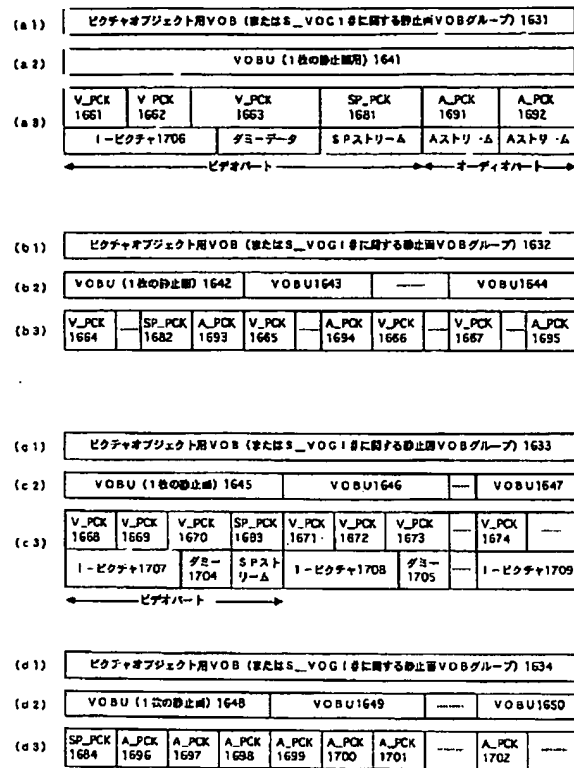 (a1) ピクチャオブジェクト用VOB（またはS_VOG1#に関する静止画VOBグループ）1631
(a2) VOBU（1枚の静止画用）1641
(a3) V_PCK 1661 V_PCK 1662 V_PCK 1663 SP_PCK 1681 A_PCK 1691 A_PCK 1692
I-ピクチャ1706 ダミーデータ SPストリーム Aストリーム Aストリーム
ビデオパート オーディオパート
(b1) ピクチャオブジェクト用VOB（またはS_VOGI#に関する静止画VOBグループ）1632
(b2) VOBU（1枚の静止画）1642 VOBU1643 VOBU1644
(b3) V_PCK 1664 SP_PCK 1682 A_PCK 1693 V_PCK 1665 A_PCK 1694 V_PCK 1666 V_PCK 1667 A_PCK 1695
(c1) ピクチャオブジェクト用VOB（またはS_VOGI#に関する静止画VOBグループ）1633
(c2) VOBU（1枚の静止画）1645 VOBU1646 VOBU1647
(c3) V_PCK 1668 V_PCK 1669 V_PCK 1670 SP_PCK 1683 V_PCK 1671 V_PCK 1672 V_PCK 1673 V_PCK 1674
I-ピクチャ1707 ダミー 1704 SPストリーム I-ピクチャ1708 ダミー 1705 I-ピクチャ1709
ビデオパート
(d1) ピクチャオブジェクト用VOB（またはS_VOGI#に関する静止画VOBグループ）1634
(d2) VOBU（1枚の静止画）1648 VOBU1649 VOBU1650
(d3) SP_PCK 1684 A_PCK 1696 A_PCK 1697 A_PCK 1698 A_PCK 1699 A_PCK 1700 A_PCK 1701 A_PCK 1702